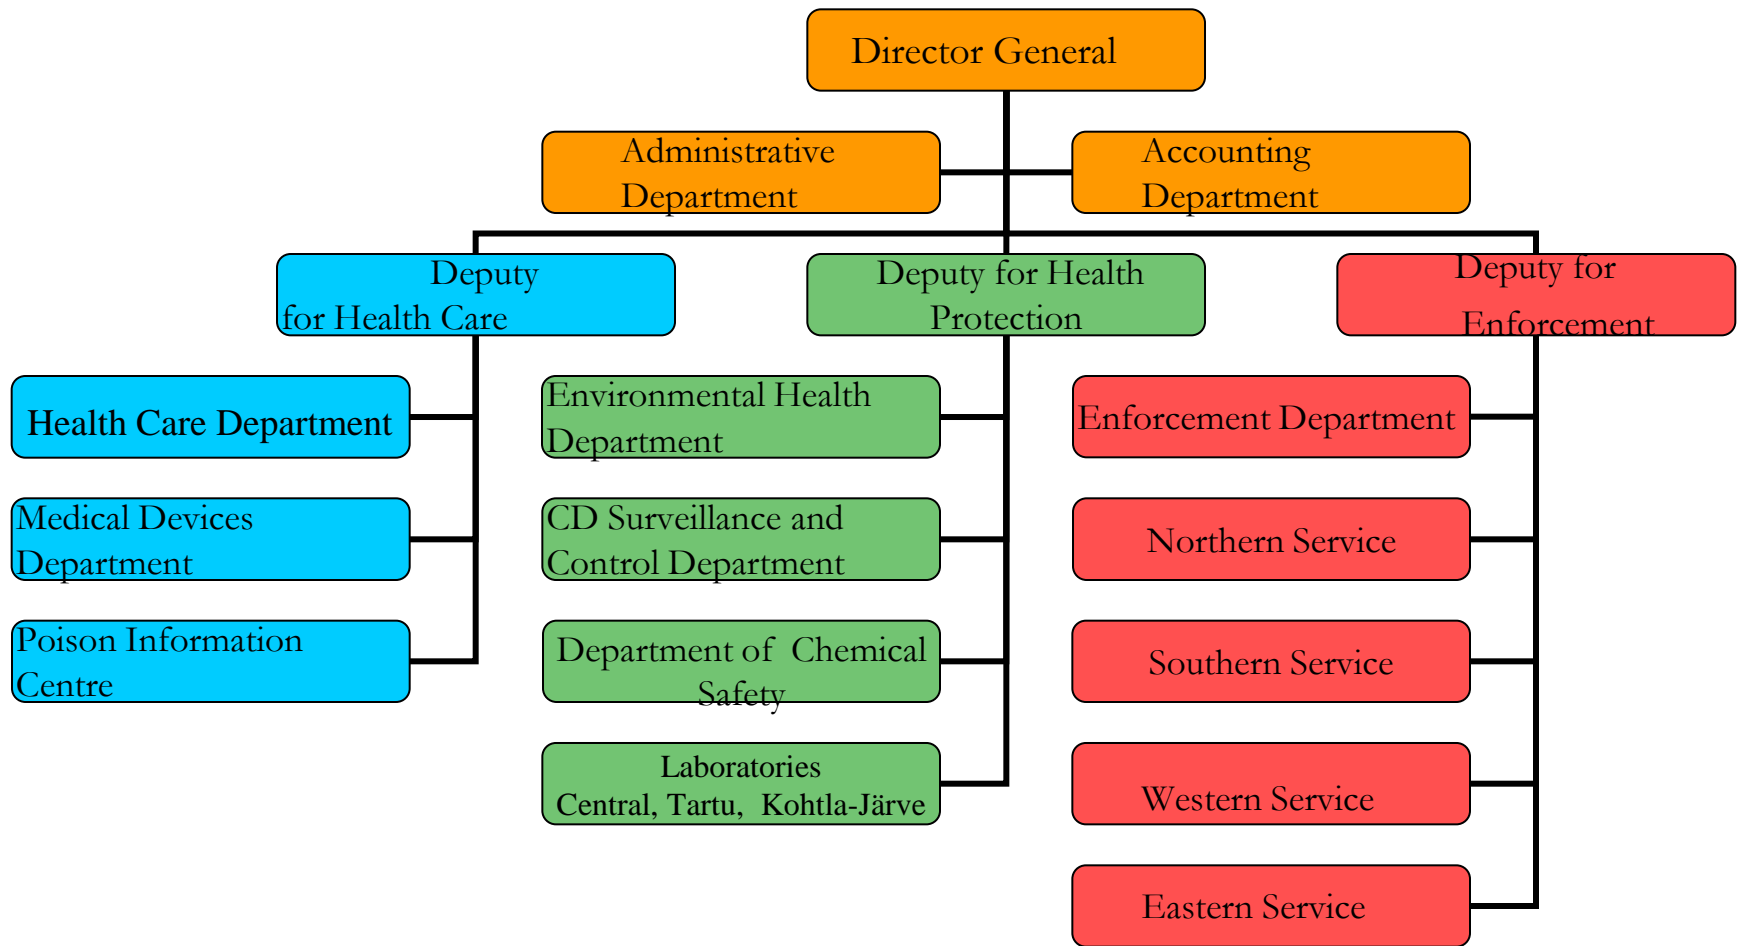 Director General
Administrative
Department
Accounting
Department
Deputy
for Health Care
Deputy for Health
Protection
Deputy for
Enforcement
Health Care Department
Environmental Health
Department
Enforcement Department
Medical Devices
Department
CD Surveillance and
Control Department
Northern Service
Poison Information
Centre
Department of Chemical
Safety
Southern Service
Laboratories
Central, Tartu, Kohtla-Järve
Western Service
Eastern Service